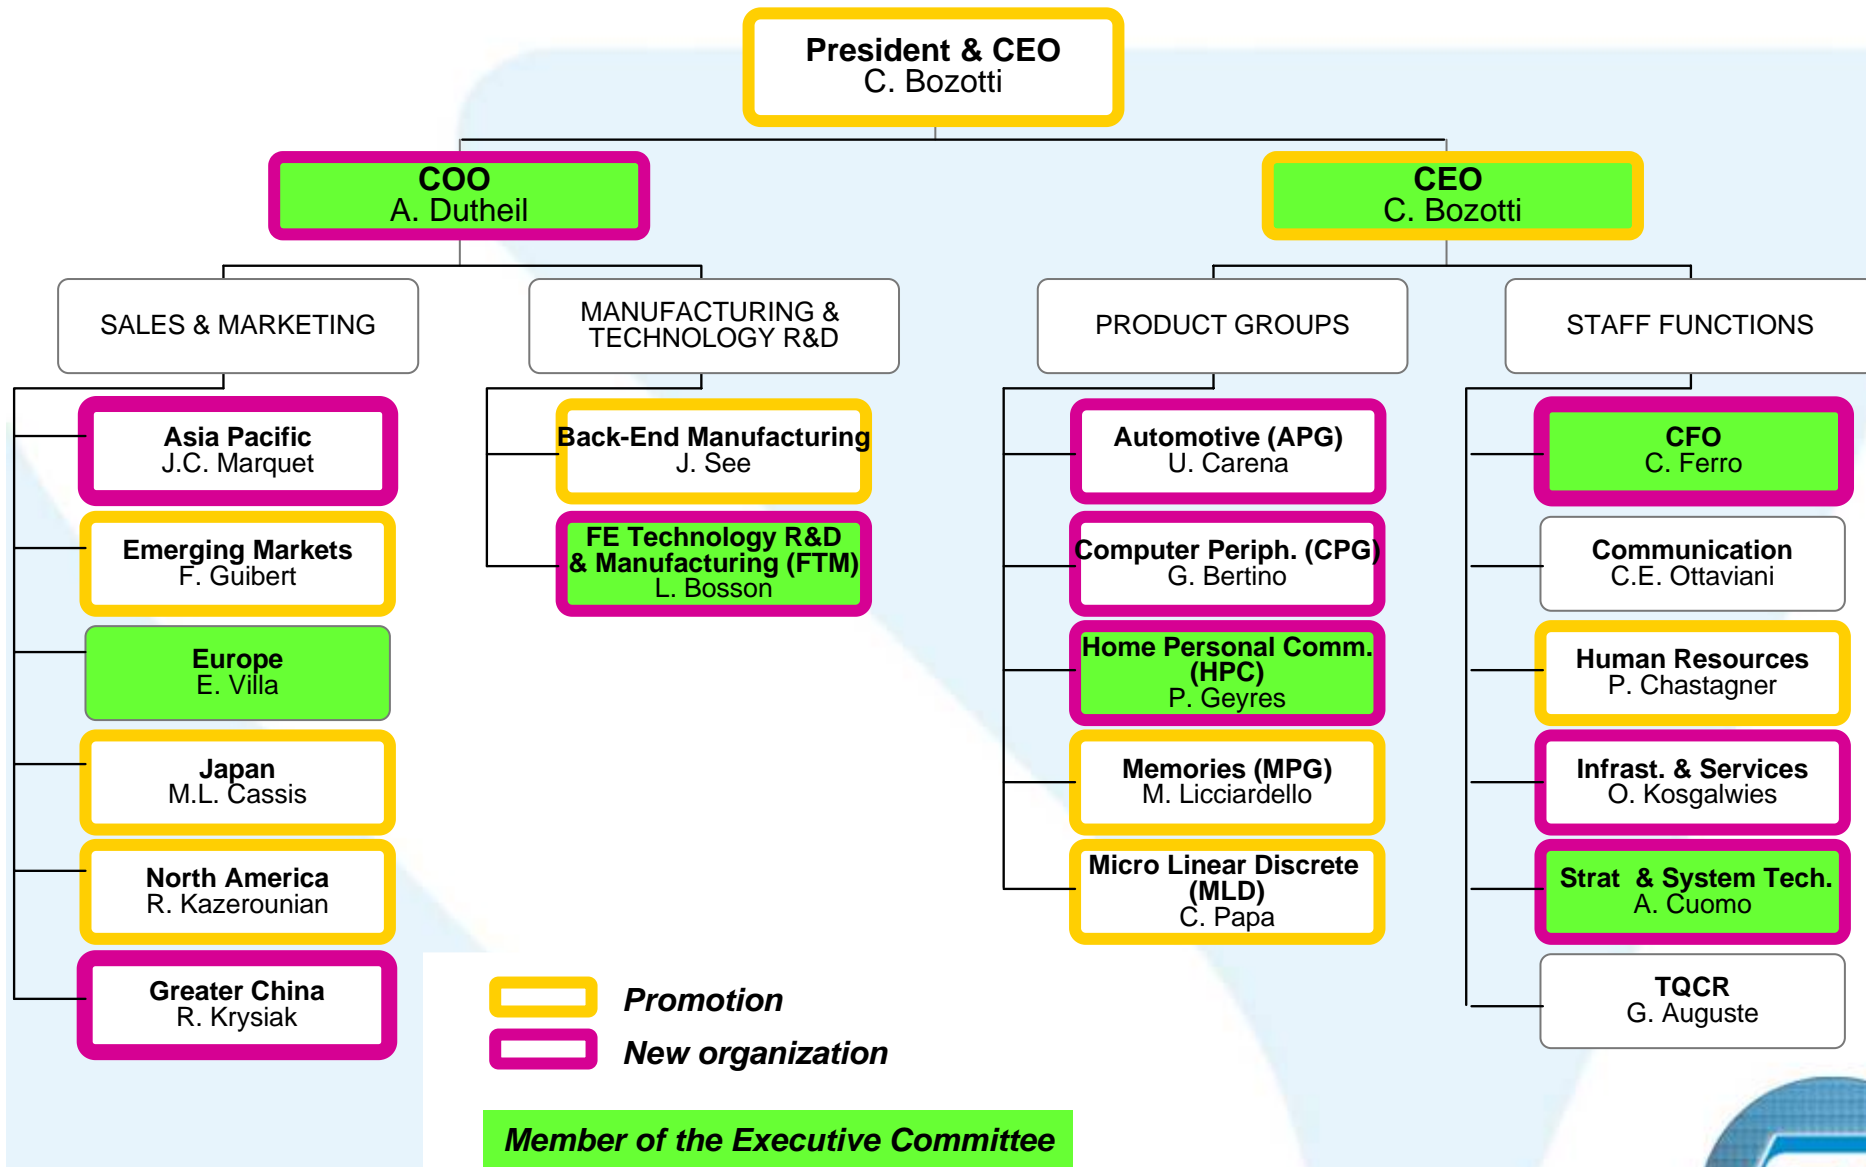 President & CEO
C. Bozotti
COO
A. Dutheil
CEO
C. Bozotti
SALES & MARKETING
MANUFACTURING &
TECHNOLOGY R&D
PRODUCT GROUPS
STAFF FUNCTIONS
Asia Pacific
J.C. Marquet
Emerging Markets
F. Guibert
Europe
E. Villa
Japan
M.L. Cassis
North America
R. Kazerounian
Greater China
R. Krysiak
Back-End Manufacturing
J. See
FE Technology R&D
& Manufacturing (FTM)
L. Bosson
Automotive (APG)
U. Carena
Computer Periph. (CPG)
G. Bertino
Home Personal Comm.
(HPC)
P. Geyres
Memories (MPG)
M. Licciardello
Micro Linear Discrete
(MLD)
C. Papa
CFO
C. Ferro
Communication
C.E. Ottaviani
Human Resources
P. Chastagner
Infrast. & Services
O. Kosgalwies
Strat & System Tech.
A. Cuomo
TQCR
G. Auguste
Promotion
New organization
Member of the Executive Committee